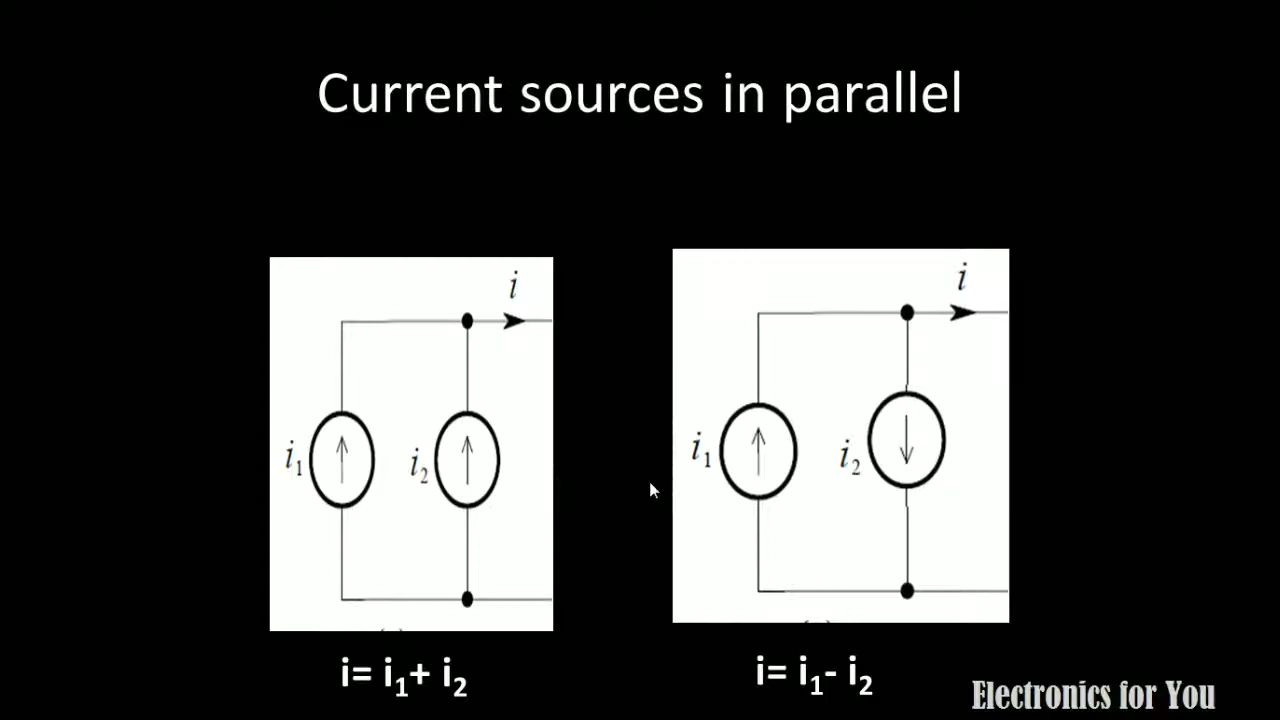 Current sources in parallel
i
i₁
i₂
i= i₁+ i₂
i
i₁
i₂
i= i₁- i₂
Electronics for You